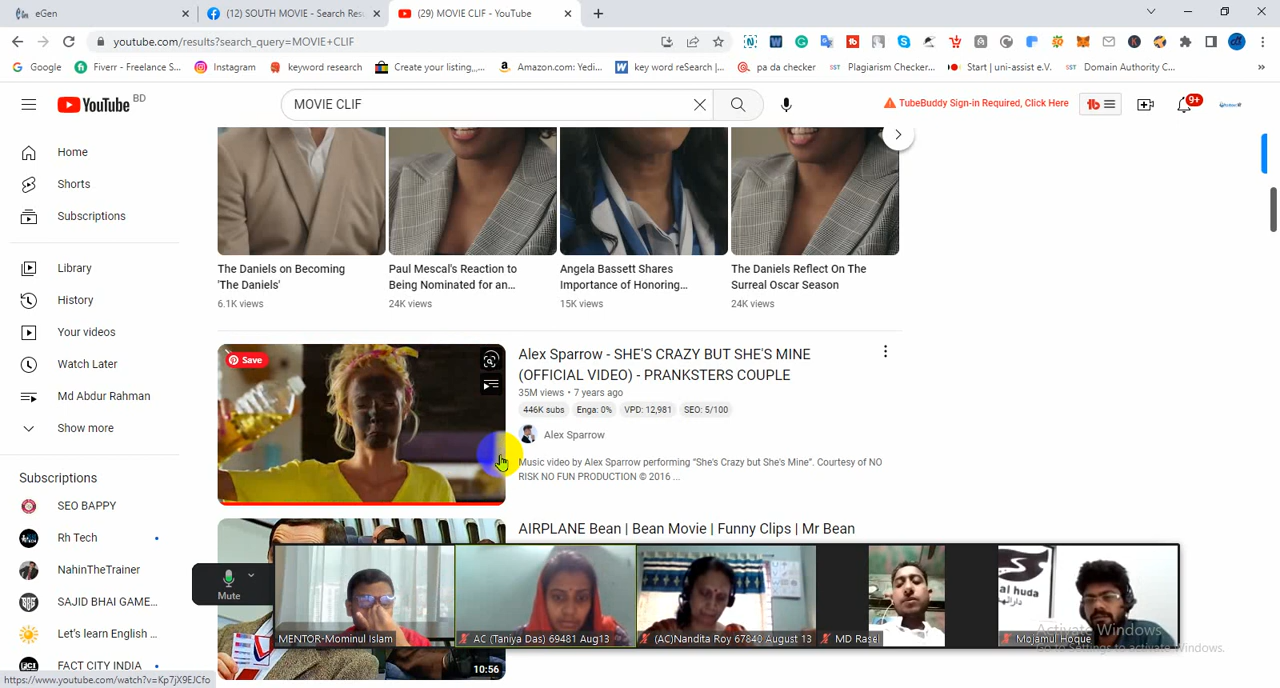 eGen
(12) SOUTH MOVIE - Search Res
(29) MOVIE CLIF - YouTube
youtube.com/results?search_query=MOVIE+CLIF
Google
Fiverr - Freelance S...
Instagram
keyword research
Create your listing,,...
Amazon.com: Yedi...
key word reSearch |...
pa da checker
SST Plagiarism Checker...
Start | uni-assist e.V.
SST Domain Authority C...
YouTube BD
MOVIE CLIF
TubeBuddy Sign-in Required, Click Here
tb
9+
Home
Shorts
Subscriptions
Library
History
Your videos
Watch Later
Md Abdur Rahman
Show more
Subscriptions
SEO BAPPY
Rh Tech
NahinTheTrainer
SAJID BHAI GAME...
Let's learn English ...
FACT CITY INDIA
The Daniels on Becoming
'The Daniels'
6.1K views
Paul Mescal's Reaction to
Being Nominated for an...
24K views
Angela Bassett Shares
Importance of Honoring...
15K views
The Daniels Reflect On The
Surreal Oscar Season
24K views
Save
Alex Sparrow - SHE'S CRAZY BUT SHE'S MINE
(OFFICIAL VIDEO) - PRANKSTERS COUPLE
35M views • 7 years ago
446K subs Enga: 0% VPD: 12,981 SEO: 5/100
Alex Sparrow
Music video by Alex Sparrow performing "She's Crazy but She's Mine". Courtesy of NO
RISK NO FUN PRODUCTION © 2016 ...
AIRPLANE Bean | Bean Movie | Funny Clips | Mr Bean
Mute
MENTOR-Mominul Islam
AC (Taniya Das) 69481 Aug13
(AC)Nandita Roy 67840 August 13
MD Rasel
al huda
Mojamul Hoque
Activate Windows
Go to Settings to activate Windows.
10:56
https://www.youtube.com/watch?v=Kp7jX9EJCfo